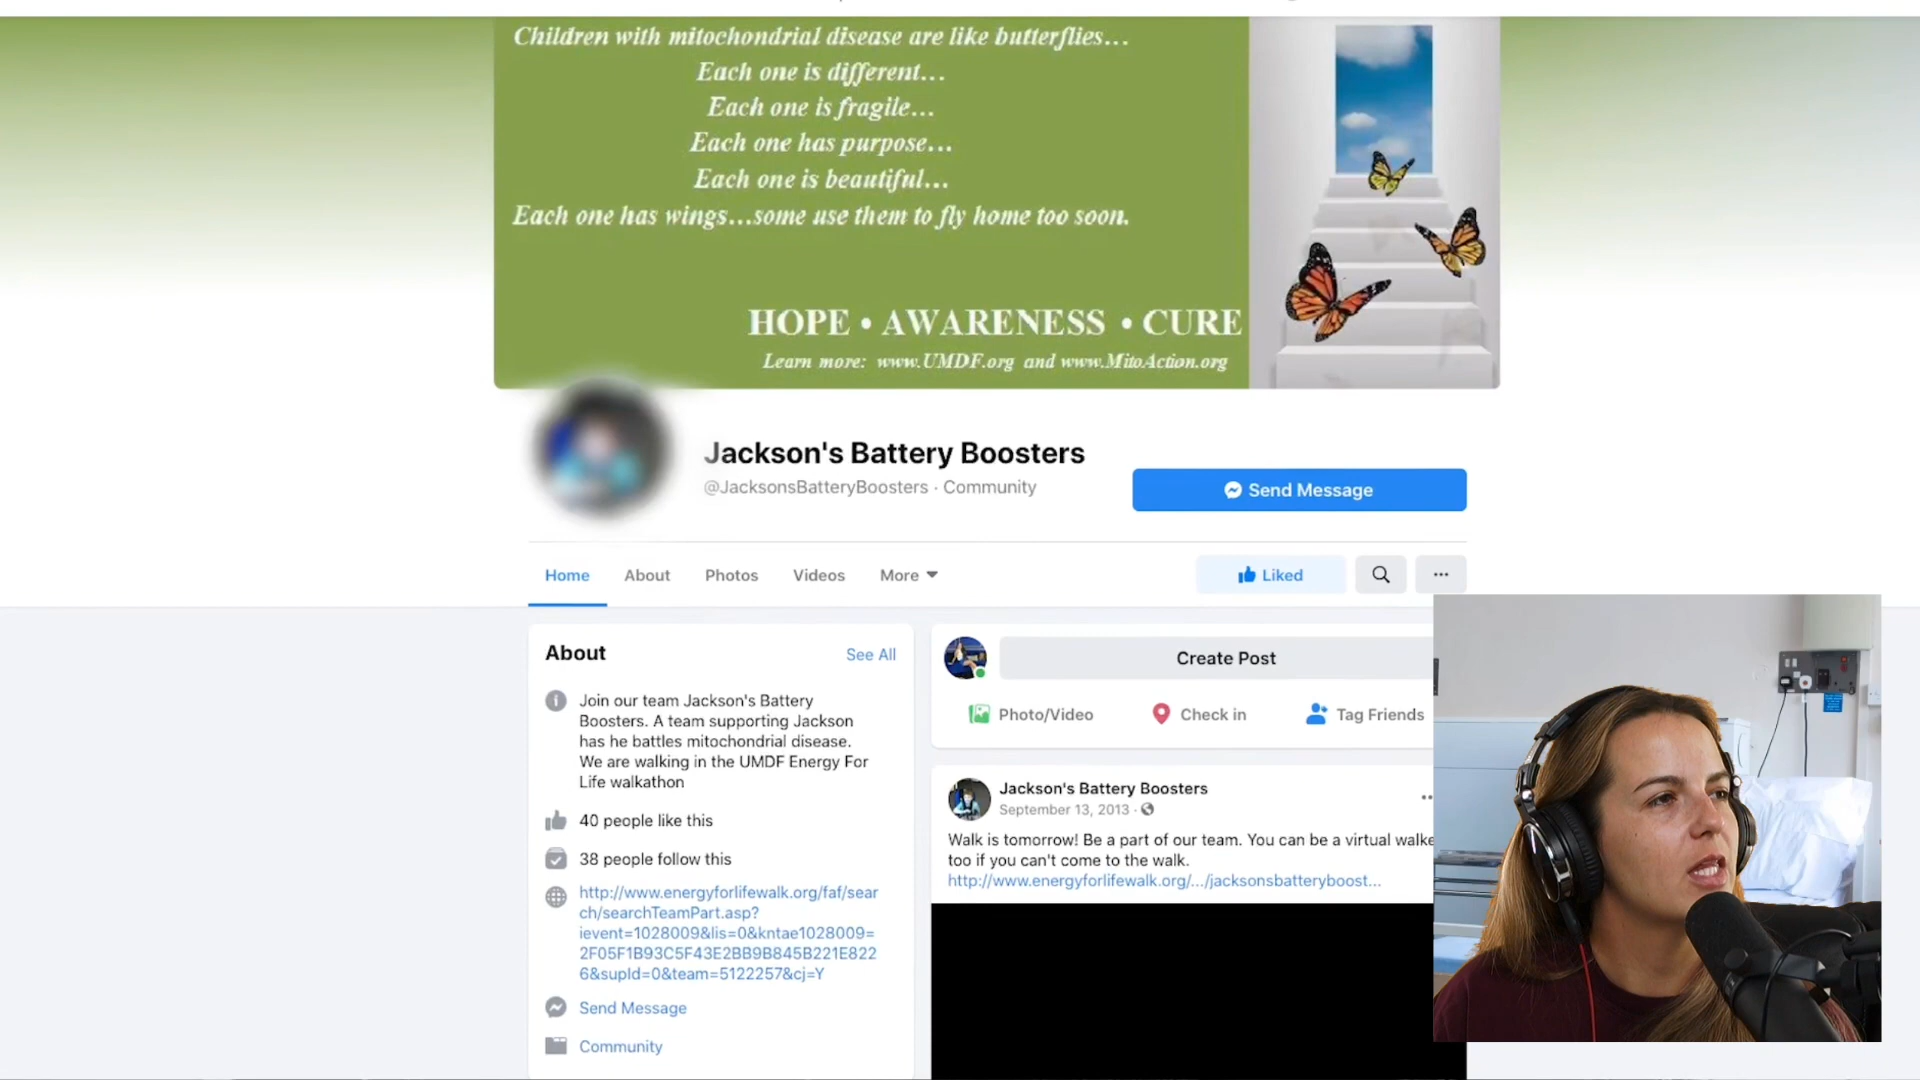 Children with mitochondrial disease are like butterflies...
Each one is different...
Each one is fragile...
Each one has purpose...
Each one is beautiful...
Each one has wings...some use them to fly home too soon.
HOPE • AWARENESS • CURE
Learn more: www.UMDF.org and www.MitoAction.org
Jackson's Battery Boosters
@JacksonsBatteryBoosters · Community
Send Message
Home
About
Photos
Videos
More
Liked
About
See All
Join our team Jackson's Battery
Boosters. A team supporting Jackson
has he battles mitochondrial disease.
We are walking in the UMDF Energy For
Life walkathon
40 people like this
38 people follow this
http://www.energyforlifewalk.org/faf/sear
ch/searchTeamPart.asp?
ievent=1028009&lis=0&kntae1028009=
2F05F1B93C5F43E2BB9B845B221E822
6&supId=0&team=5122257&cj=Y
Send Message
Community
Create Post
Photo/Video
Check in
Tag Friends
Jackson's Battery Boosters
September 13, 2013 ·
Walk is tomorrow! Be a part of our team. You can be a virtual walke
too if you can't come to the walk.
http://www.energyforlifewalk.org/.../jacksonsbatteryboost...